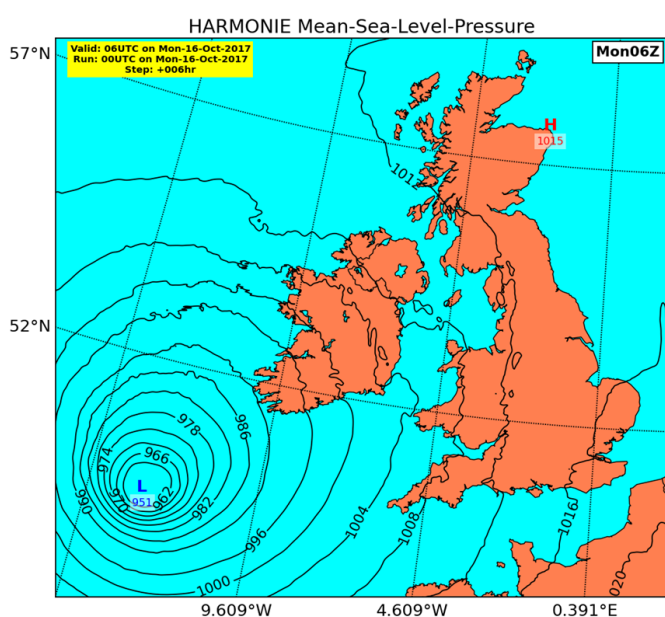 HARMONIE Mean-Sea-Level-Pressure
57°N
Valid: 06UTC on Mon-16-Oct-2017
Run: 00UTC on Mon-16-Oct-2017
Step: +006hr
Mon06Z
H
1015
1012
52°N
978
986
974
966
L
951
962
970
990
982
996
1004
1008
1016
1000
020
9.609°W
4.609°W
0.391°E